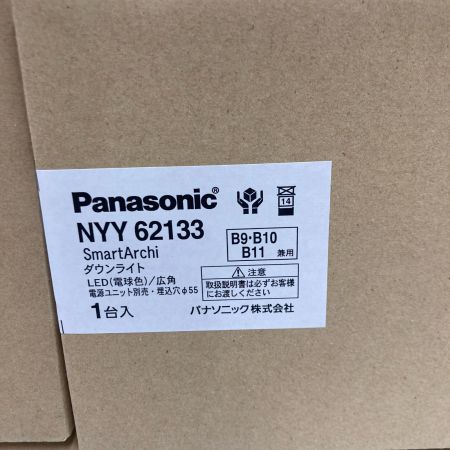 Panasonic®
14
NYY 62133
B9・B10
B11 兼用
SmartArchi
ダウンライト
LED(電球色)/広角
電源ユニット別売・埋込穴φ55
1台入
⚠注意
取扱説明書は必ずお客様
にお渡しください
パナソニック株式会社